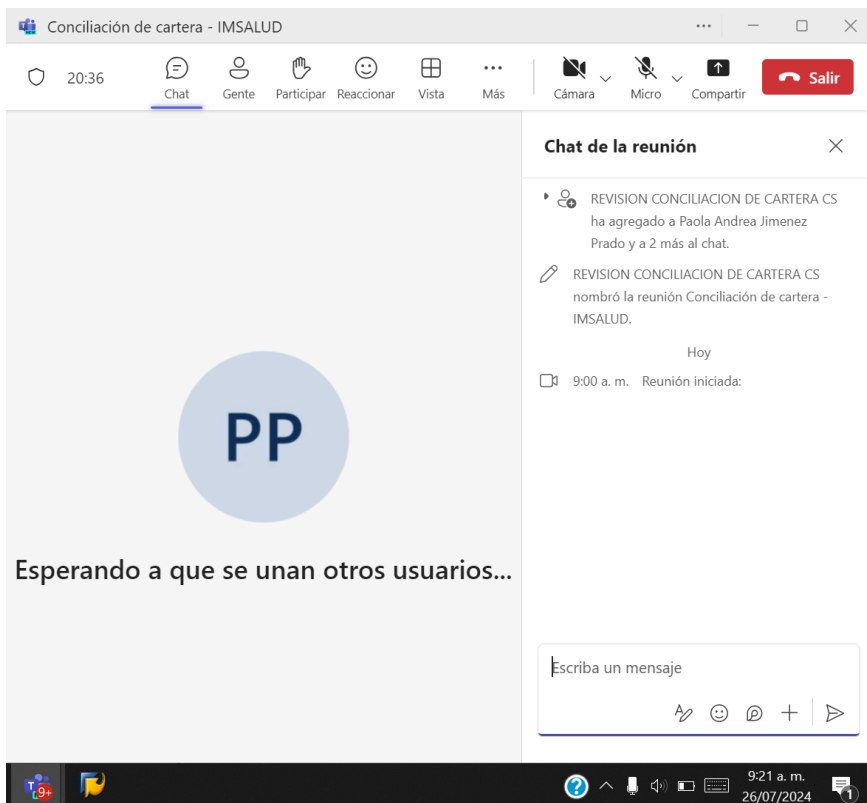 Conciliación de cartera - IMSALUD
20:36
Chat
Gente
Participar
Reaccionar
Vista
Más
Cámara
Micro
Compartir
Salir
PP
Esperando a que se unan otros usuarios...
Chat de la reunión
REVISION CONCILIACION DE CARTERA CS
ha agregado a Paola Andrea Jimenez
Prado y a 2 más al chat.
REVISION CONCILIACION DE CARTERA CS
nombró la reunión Conciliación de cartera -
IMSALUD.
Hoy
9:00 a. m. Reunión iniciada:
Escriba un mensaje
T
9+
?
9:21 a. m.
26/07/2024
1